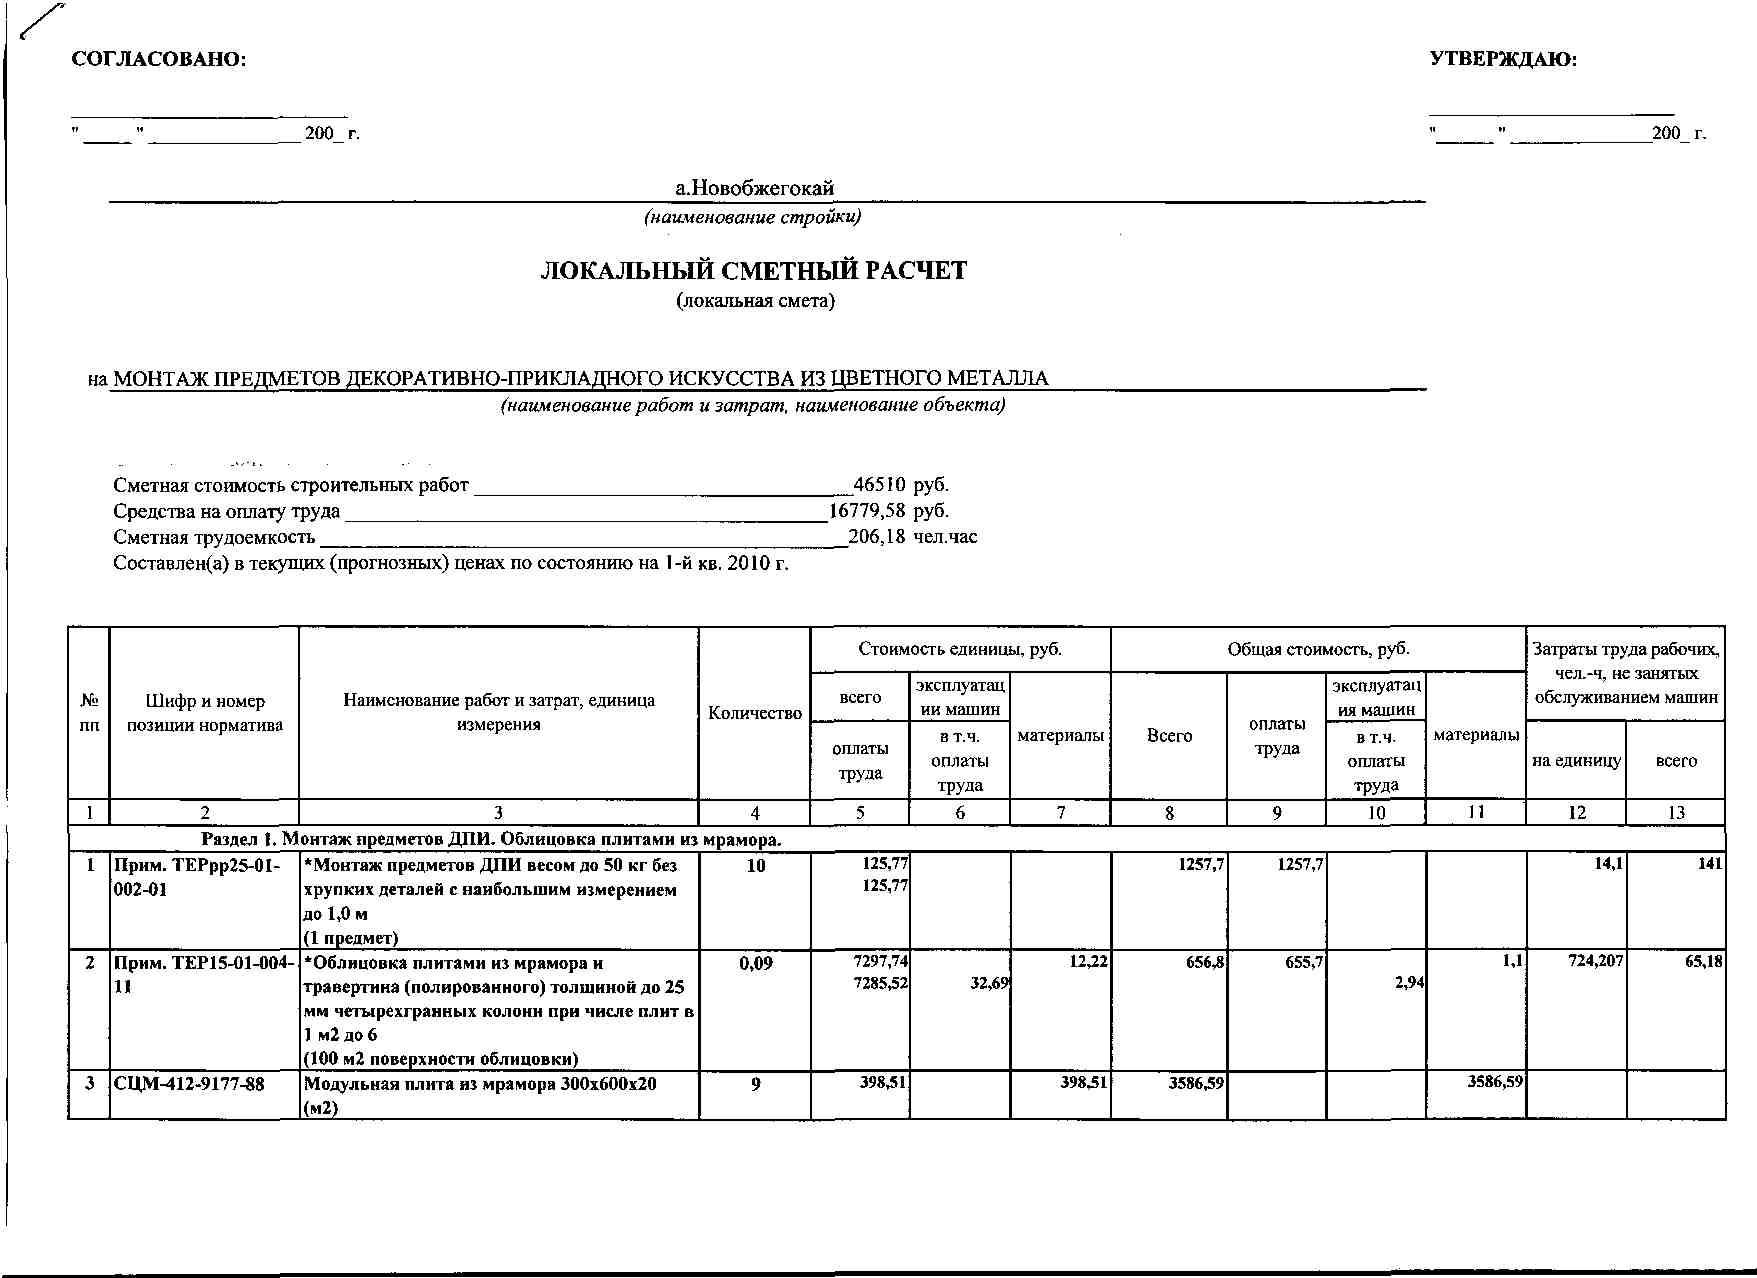 СОГЛАСОВАНО:
УТВЕРЖДАЮ:
"_____"________________200_ г.
"______"_______________200_ г.
а.Новобжегокай
(наименование стройки)
ЛОКАЛЬНЫЙ СМЕТНЫЙ РАСЧЕТ
(локальная смета)
на МОНТАЖ ПРЕДМЕТОВ ДЕКОРАТИВНО-ПРИКЛАДНОГО ИСКУССТВА ИЗ ЦВЕТНОГО МЕТАЛЛА
(наименование работ и затрат, наименование объекта)
Сметная стоимость строительных работ 46510 руб.
Средства на оплату труда 16779,58 руб.
Сметная трудоемкость 206,18 чел.час
Составлен(а) в текущих (прогнозных) ценах по состоянию на 1-й кв. 2010 г.
№ пп
Шифр и номер
позиции норматива
Наименование работ и затрат, единица
измерения
Количество
Стоимость единицы, руб.
всего
оплаты
труда
эксплуатац
ии машин
в т.ч.
оплаты
труда
материалы
Общая стоимость, руб.
Всего
оплаты
труда
эксплуатац
ия машин
в т.ч.
оплаты
труда
материалы
Затраты труда рабочих,
чел.-ч, не занятых
обслуживанием машин
на единицу
всего
1 2 3 4 5 6 7 8 9 10 11 12 13
Раздел 1. Монтаж предметов ДПИ. Облицовка плитами из мрамора.
1 Прим. ТЕРрр25-01- *Монтаж предметов ДПИ весом до 50 кг без 10 125,77 1257,7 1257,7 14,1 141
002-01 хрупких деталей с наибольшим измерением 125,77
до 1,0 м
(1 предмет)
2 Прим. ТЕР15-01-004- *Облицовка плитами из мрамора и 0,09 7297,74 12,22 656,8 655,7 1,1 724,207 65,18
11 травертина (полированного) толщиной до 25 7285,52 32,69 2,94
мм четырехгранных колонн при числе плит в
1 м2 до 6
(100 м2 поверхности облицовки)
3 СЦМ-412-9177-88 Модульная плита из мрамора 300х600х20 9 398,51 398,51 3586,59 3586,59
(м2)